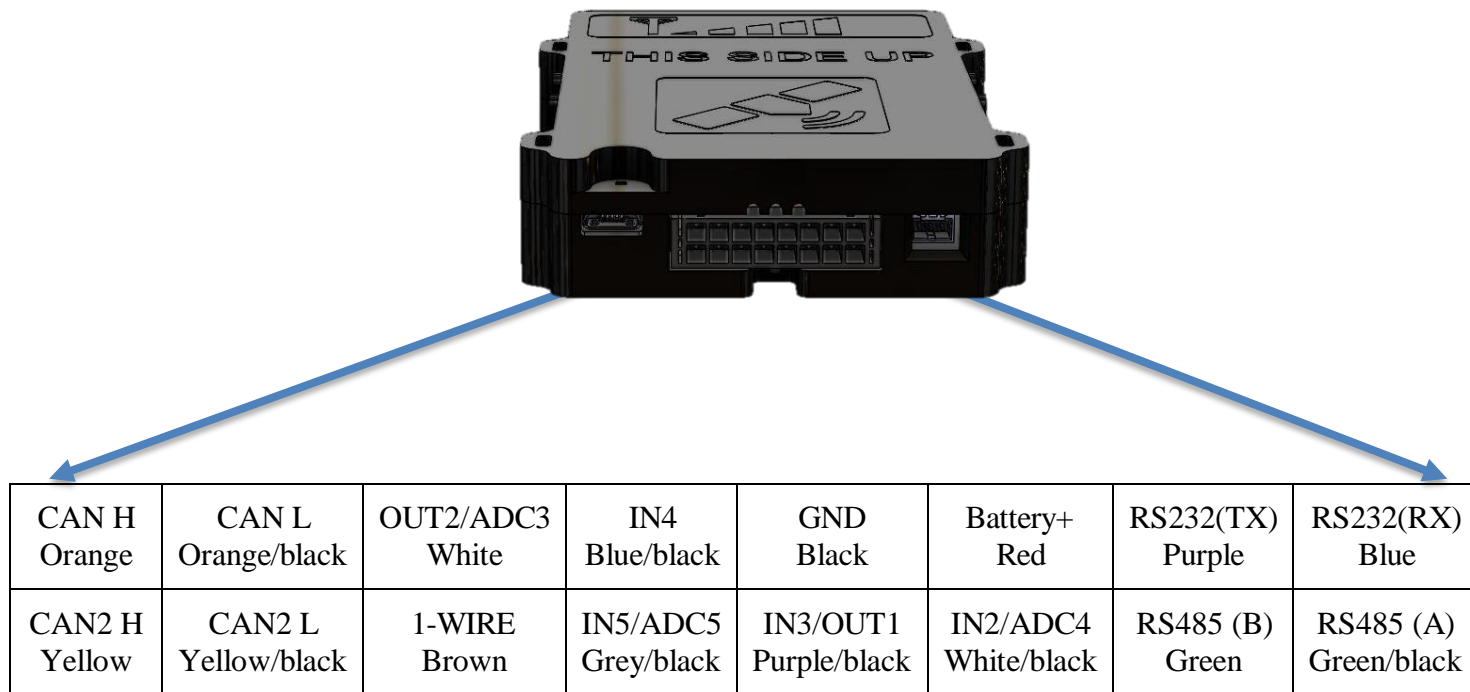 THIS SIDE UP
CAN H CAN L OUT2/ADC3 IN4 GND Battery+ RS232(TX) RS232(RX)
Orange Orange/black White Blue/black Black Red Purple Blue
CAN2 H CAN2 L 1-WIRE IN5/ADC5 IN3/OUT1 IN2/ADC4 RS485 (B) RS485 (A)
Yellow Yellow/black Brown Grey/black Purple/black White/black Green Green/black